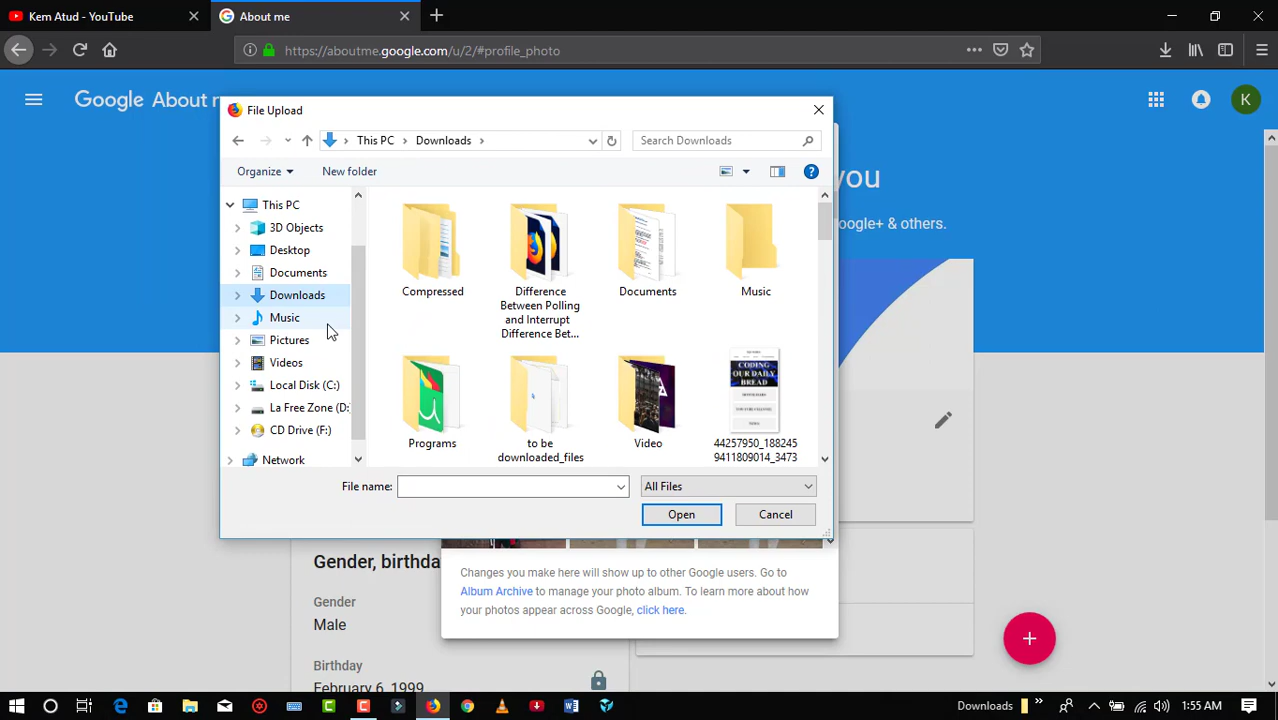 Kem Atud - YouTube
About me
https://aboutme.google.com/u/2/#profile_photo
Google About m
K
you
oogle+ & others.
File Upload
This PC
Downloads
Search Downloads
Organize
New folder
This PC
3D Objects
Desktop
Documents
Downloads
Music
Pictures
Videos
Local Disk (C:)
La Free Zone (D:
CD Drive (F:)
Network
Compressed
Difference
Between Polling
and Interrupt
Difference Bet...
Documents
Music
Programs
to be
downloaded_files
Video
CODING
OUR DAILY
BREAD
44257950_188245
9411809014_3473
File name:
All Files
Open
Cancel
Changes you make here will show up to other Google users. Go to
Album Archive to manage your photo album. To learn more about how
your photos appear across Google, click here.
Gender, birthda
Gender
Male
Birthday
February 6, 1999
Downloads
1:55 AM